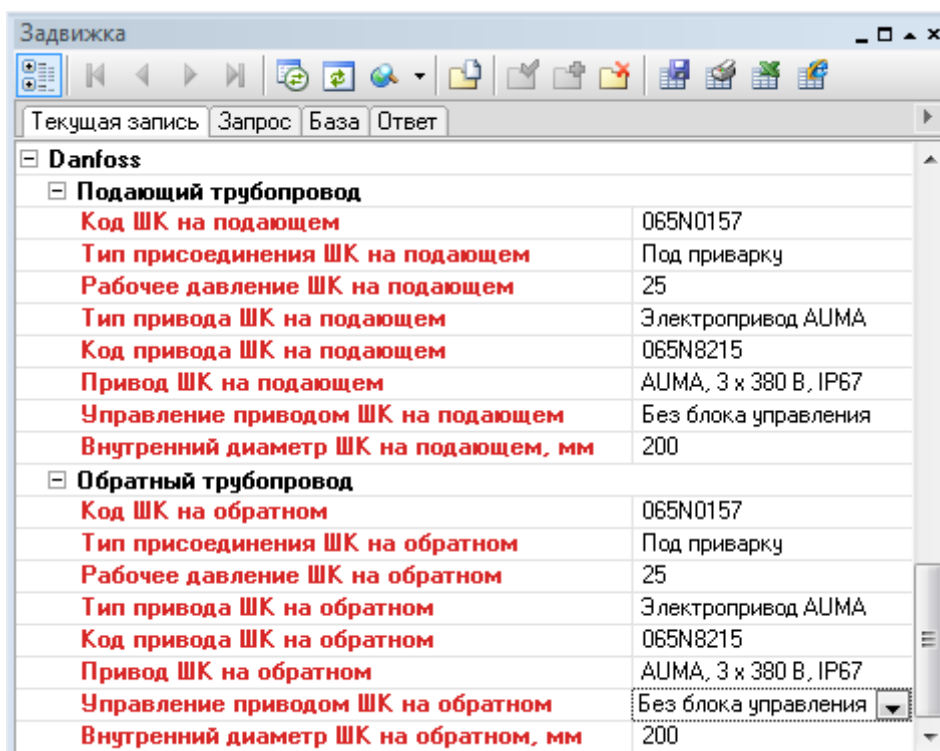 Задвижка
Текущая запись Запрос База Ответ
Danfoss
Подающий трубопровод
Код ШК на подающем 065N0157
Тип присоединения ШК на подающем Под приварку
Рабочее давление ШК на подающем 25
Тип привода ШК на подающем Электропривод AUMA
Код привода ШК на подающем 065N8215
Привод ШК на подающем AUMA, 3 x 380 В, IP67
Управление приводом ШК на подающем Без блока управления
Внутренний диаметр ШК на подающем, мм 200
Обратный трубопровод
Код ШК на обратном 065N0157
Тип присоединения ШК на обратном Под приварку
Рабочее давление ШК на обратном 25
Тип привода ШК на обратном Электропривод AUMA
Код привода ШК на обратном 065N8215
Привод ШК на обратном AUMA, 3 x 380 В, IP67
Управление приводом ШК на обратном Без блока управления
Внутренний диаметр ШК на обратном, мм 200